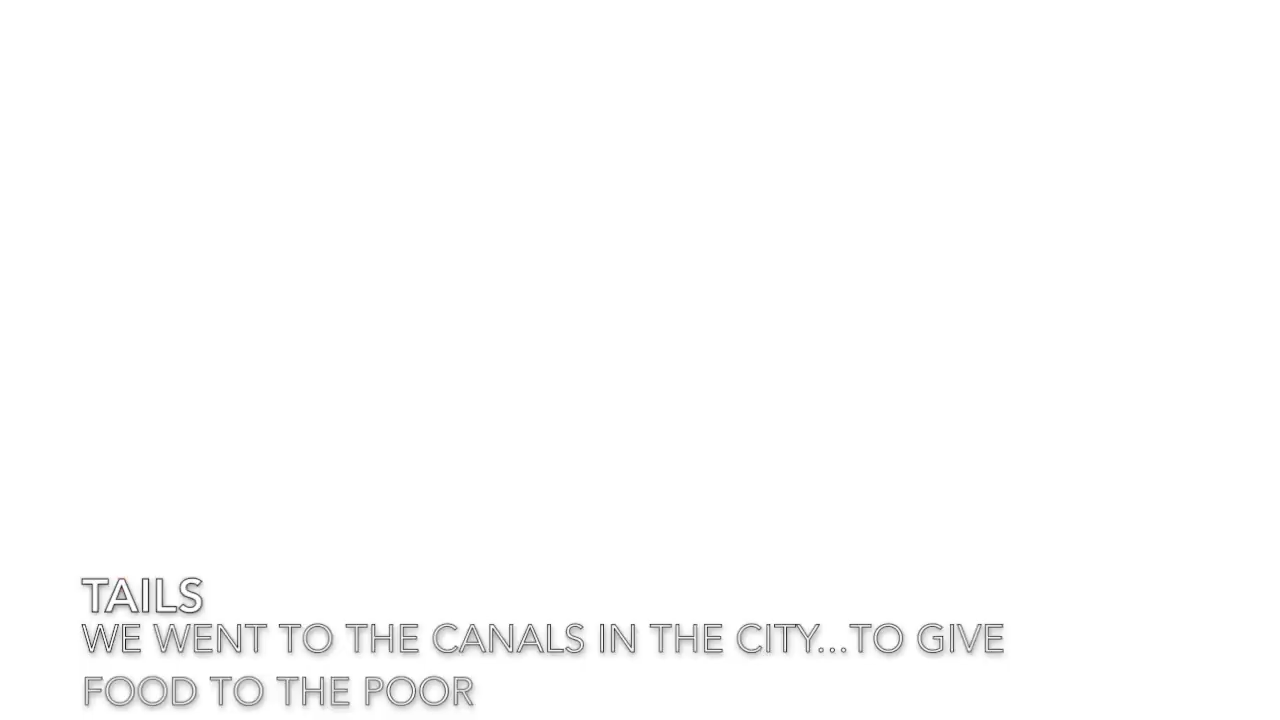 TAILS
WE WENT TO THE CANALS IN THE CITY...TO GIVE
FOOD TO THE POOR